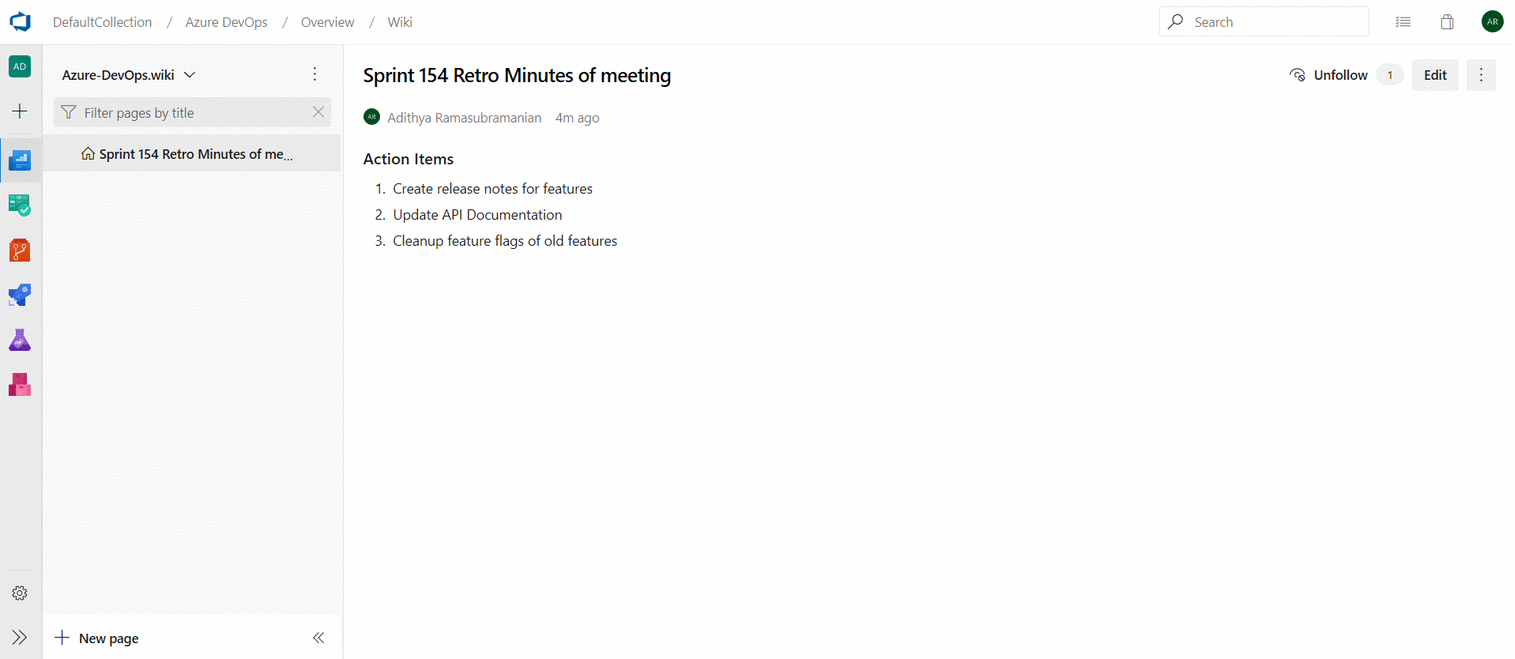 DefaultCollection / Azure DevOps / Overview / Wiki
Search
AR
AD
Azure-DevOps.wiki
Filter pages by title
Sprint 154 Retro Minutes of me...
New page
Sprint 154 Retro Minutes of meeting
Unfollow 1 Edit
AR Adithya Ramasubramanian 4m ago
Action Items
1. Create release notes for features
2. Update API Documentation
3. Cleanup feature flags of old features